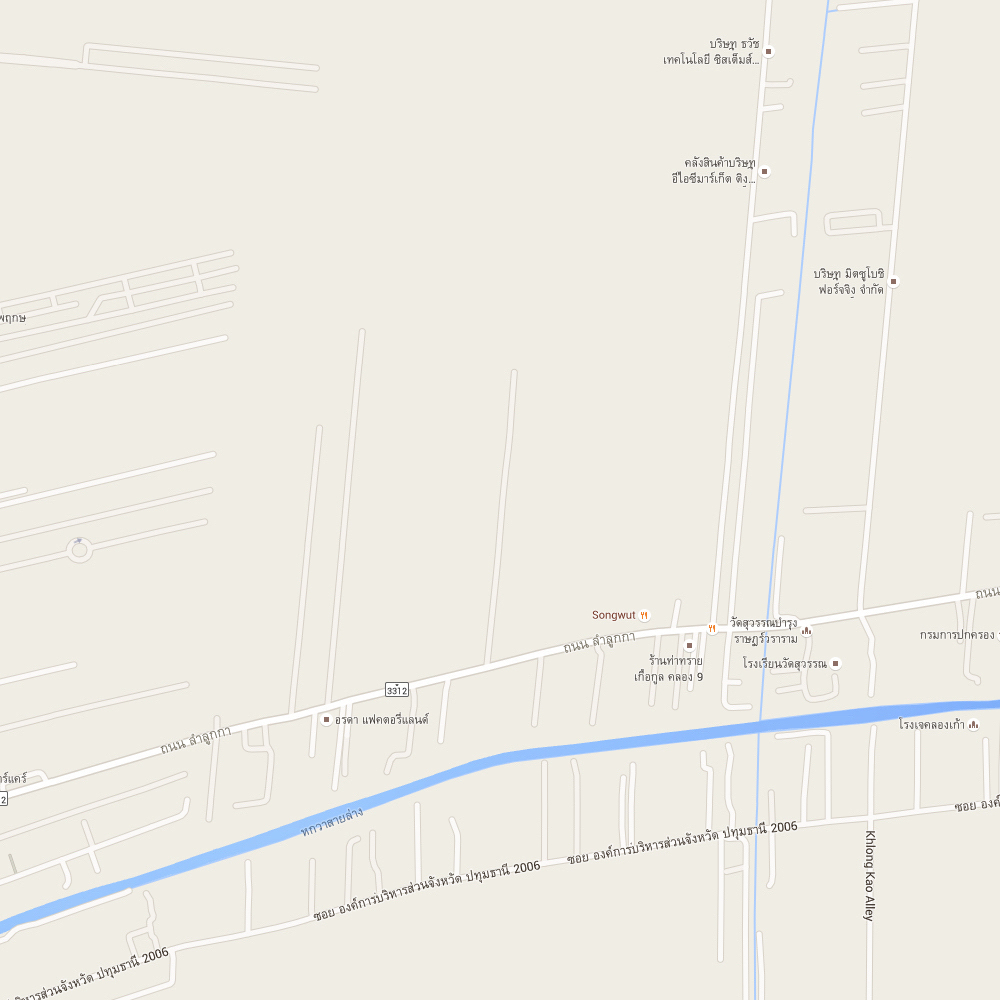 บริษัท ธวัช
เทคโนโลยี ซิสเต็มส์...
คลังสินค้าบริษัท
อีไอซีมาร์เก็ต ติง...
บริษัท มิตซูโบชิ
ฟอร์จจิ้ง จำกัด
พฤกษ
Songwut
วัดสุวรรณบำรุง
ราษฎร์วราราม
ถนน
ถนน ลำลูกกา
กรมการปกครอง
ร้านท่าทราย
เกื้อกูล คลอง 9
โรงเรียนวัดสุวรรณ
3312
อรดา แฟคตอรี่แลนด์
โรงเจคลองเก้า
ถนน ลำลูกกา
าร์แคร์
2
หกวาสายล่าง
ซอย องค์
ซอย องค์การบริหารส่วนจังหวัด ปทุมธานี 2006
Khlong Kao Alley
ซอย องค์การบริหารส่วนจังหวัด ปทุมธานี 2006
ริหารส่วนจังหวัด ปทุมธานี 2006